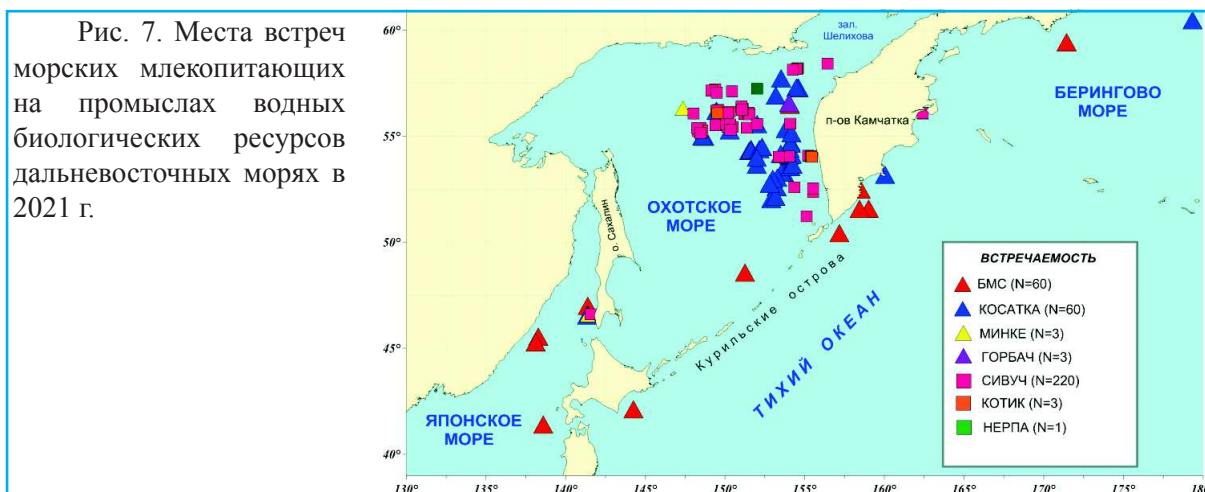 Рис. 7. Места встреч
морских млекопитающих
на промыслах водных
биологических ресурсов
дальневосточных морях в
2021 г.
60°
55°
50°
45°
40°
зал.
Шелихова
БЕРИНГОВО
МОРЕ
п-ов Камчатка
ОХОТСКОЕ
МОРЕ
о. Сахалин
Курильские острова
ТИХИЙ ОКЕАН
ЯПОНСКОЕ
МОРЕ
ВСТРЕЧАЕМОСТЬ
БМС (N=60)
КОСАТКА (N=60)
МИНКЕ (N=3)
ГОРБАЧ (N=3)
СИВУЧ (N=220)
КОТИК (N=3)
НЕРПА (N=1)
130° 135° 140° 145° 150° 155° 160° 165° 170° 175° 18